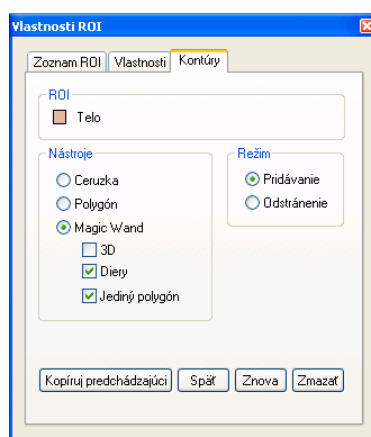 Vlastnosti ROI
Zoznam ROI Vlastnosti Kontúry
ROI
Telo
Nástroje
Ceruzka
Polygón
Magic Wand
3D
Diery
Jediný polygón
Režim
Pridávanie
Odstránenie
Kopíruj predchádzajúci Späť Znova Zmazať